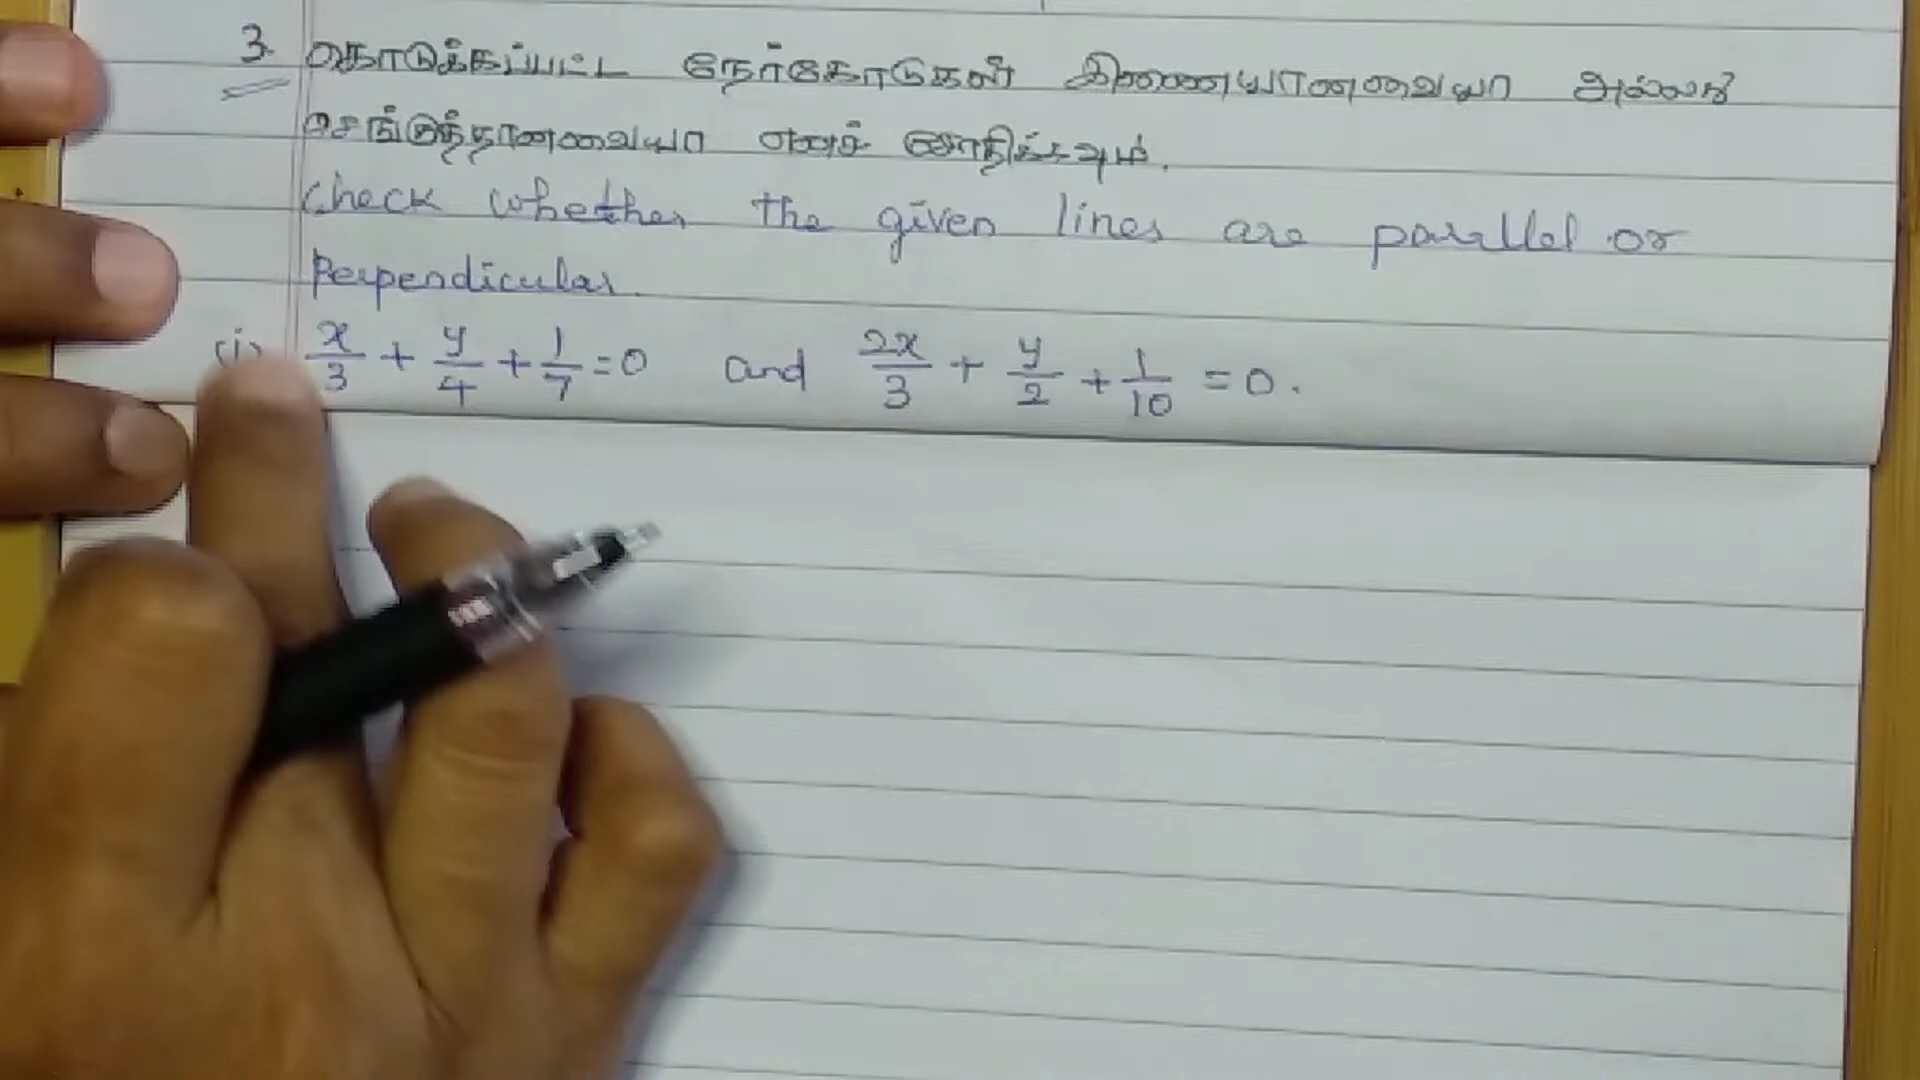 3. கொடுக்கப்பட்ட நேர்கோடுகள் இணையானவையா அல்லது
செங்குத்தானவையா எனச் சோதிக்கவும்.
Check whether the given lines are parallel or
Perpendicular.
(i) x/3 + y/4 + 1/7 = 0 and 2x/3 + y/2 + 1/10 = 0.